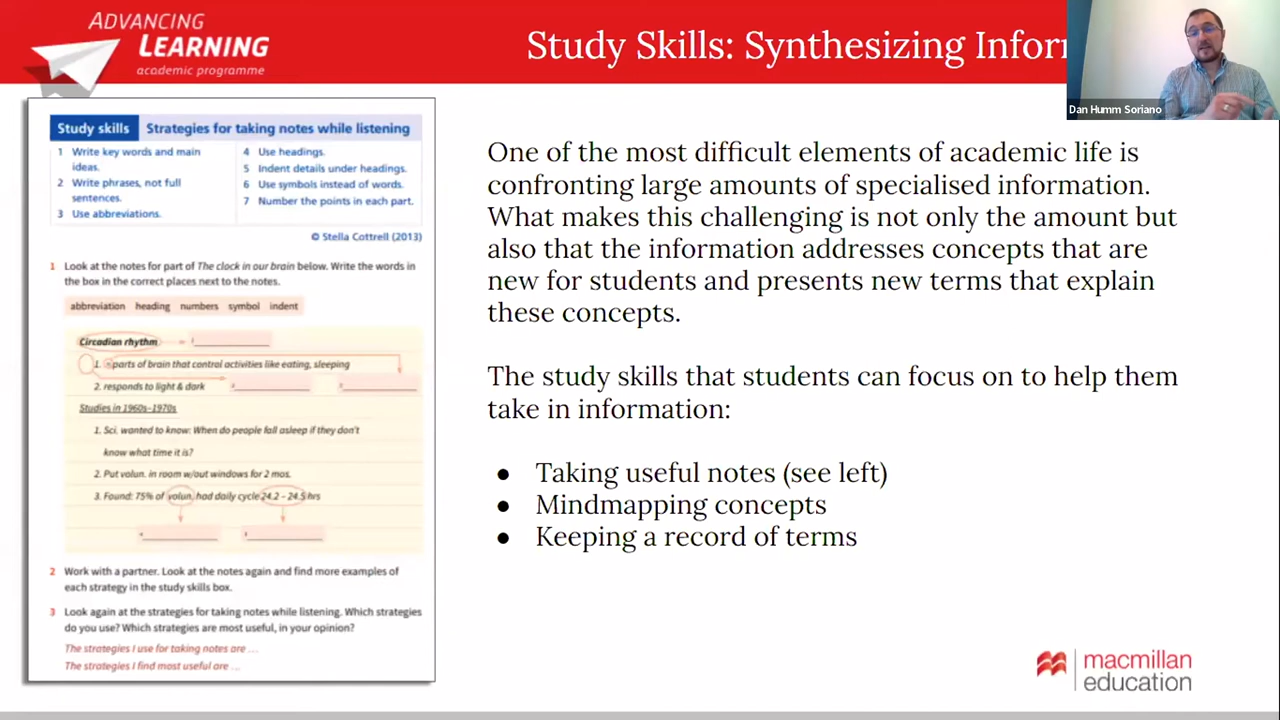 ADVANCING
LEARNING
academic programme
Study Skills: Synthesizing Infor
Dan Humm Soriano
Study skills Strategies for taking notes while listening
1 Write key words and main
ideas.
2 Write phrases, not full
sentences.
3 Use abbreviations.
4 Use headings.
5 Indent details under headings.
6 Use symbols instead of words.
7 Number the points in each part.
© Stella Cottrell (2013)
1 Look at the notes for part of The clock in our brain below. Write the words in
the box in the correct places next to the notes.
abbreviation heading numbers symbol indent
Circadian rhythm
1. parts of brain that control activities like eating, sleeping
2. responds to light & dark
Studies in 1960s-1970s
1. Sci. wanted to know: When do people fall asleep if they don't
know what time it is?
2. Put volun. in room w/out windows for 2 mos.
3. Found: 75% of volun. had daily cycle 24.2 - 24.5 hrs
2 Work with a partner. Look at the notes again and find more examples of
each strategy in the study skills box.
3 Look again at the strategies for taking notes while listening. Which strategies
do you use? Which strategies are most useful, in your opinion?
The strategies I use for taking notes are ...
The strategies I find most useful are ...
One of the most difficult elements of academic life is
confronting large amounts of specialised information.
What makes this challenging is not only the amount but
also that the information addresses concepts that are
new for students and presents new terms that explain
these concepts.
The study skills that students can focus on to help them
take in information:
● Taking useful notes (see left)
● Mindmapping concepts
● Keeping a record of terms
macmillan
education